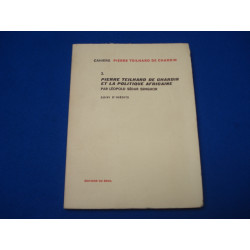 CAHIERS PIERRE TEILHARD DE CHARDIN
3.
PIERRE TEILHARD DE CHARDIN
ET LA POLITIQUE AFRICAINE
PAR LÉOPOLD SÉDAR SENGHOR
ÉDITIONS DU SEUIL